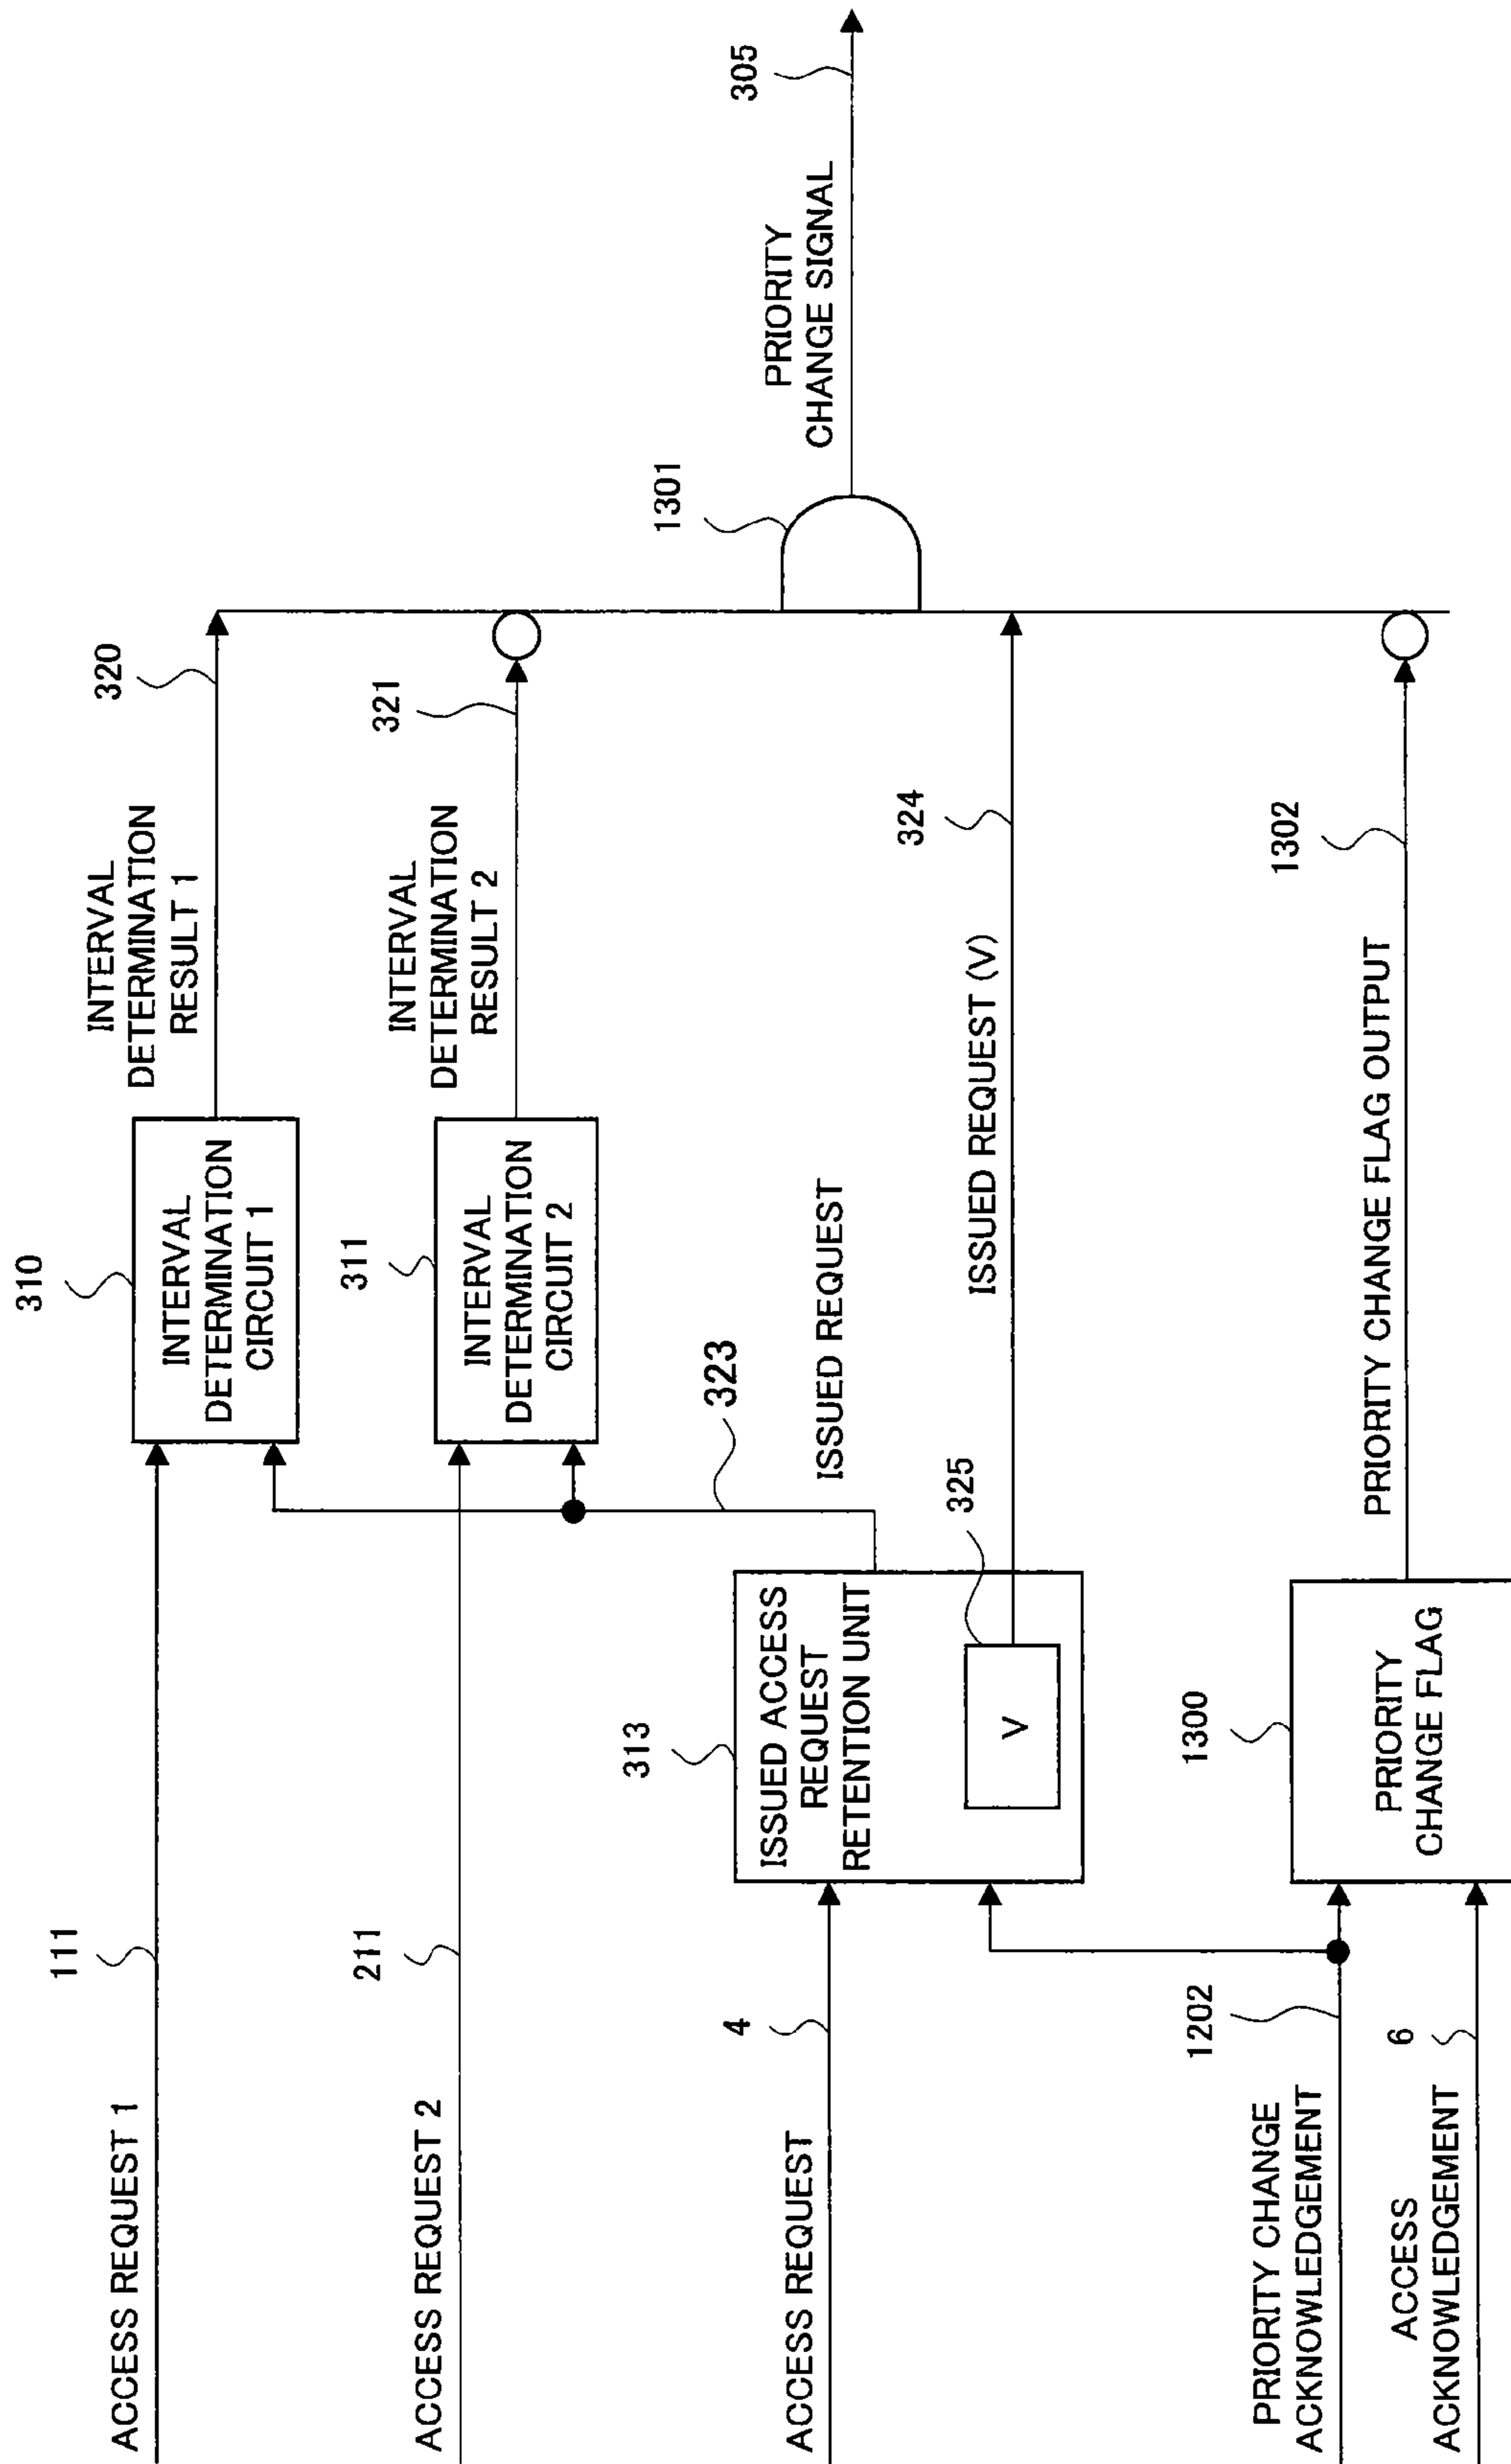 ACCESS REQUEST 1
111
310
INTERVAL
DETERMINATION
CIRCUIT 1
INTERVAL
DETERMINATION
RESULT 1
320
ACCESS REQUEST 2
211
311
INTERVAL
DETERMINATION
CIRCUIT 2
INTERVAL
DETERMINATION
RESULT 2
321
323
ISSUED REQUEST
1301
PRIORITY
CHANGE SIGNAL
305
ACCESS REQUEST
4
313
ISSUED ACCESS
REQUEST
RETENTION UNIT
V
325
ISSUED REQUEST (V)
324
PRIORITY CHANGE
ACKNOWLEDGEMENT
1202
ACCESS
ACKNOWLEDGEMENT
6
1300
PRIORITY
CHANGE FLAG
PRIORITY CHANGE FLAG OUTPUT
1302